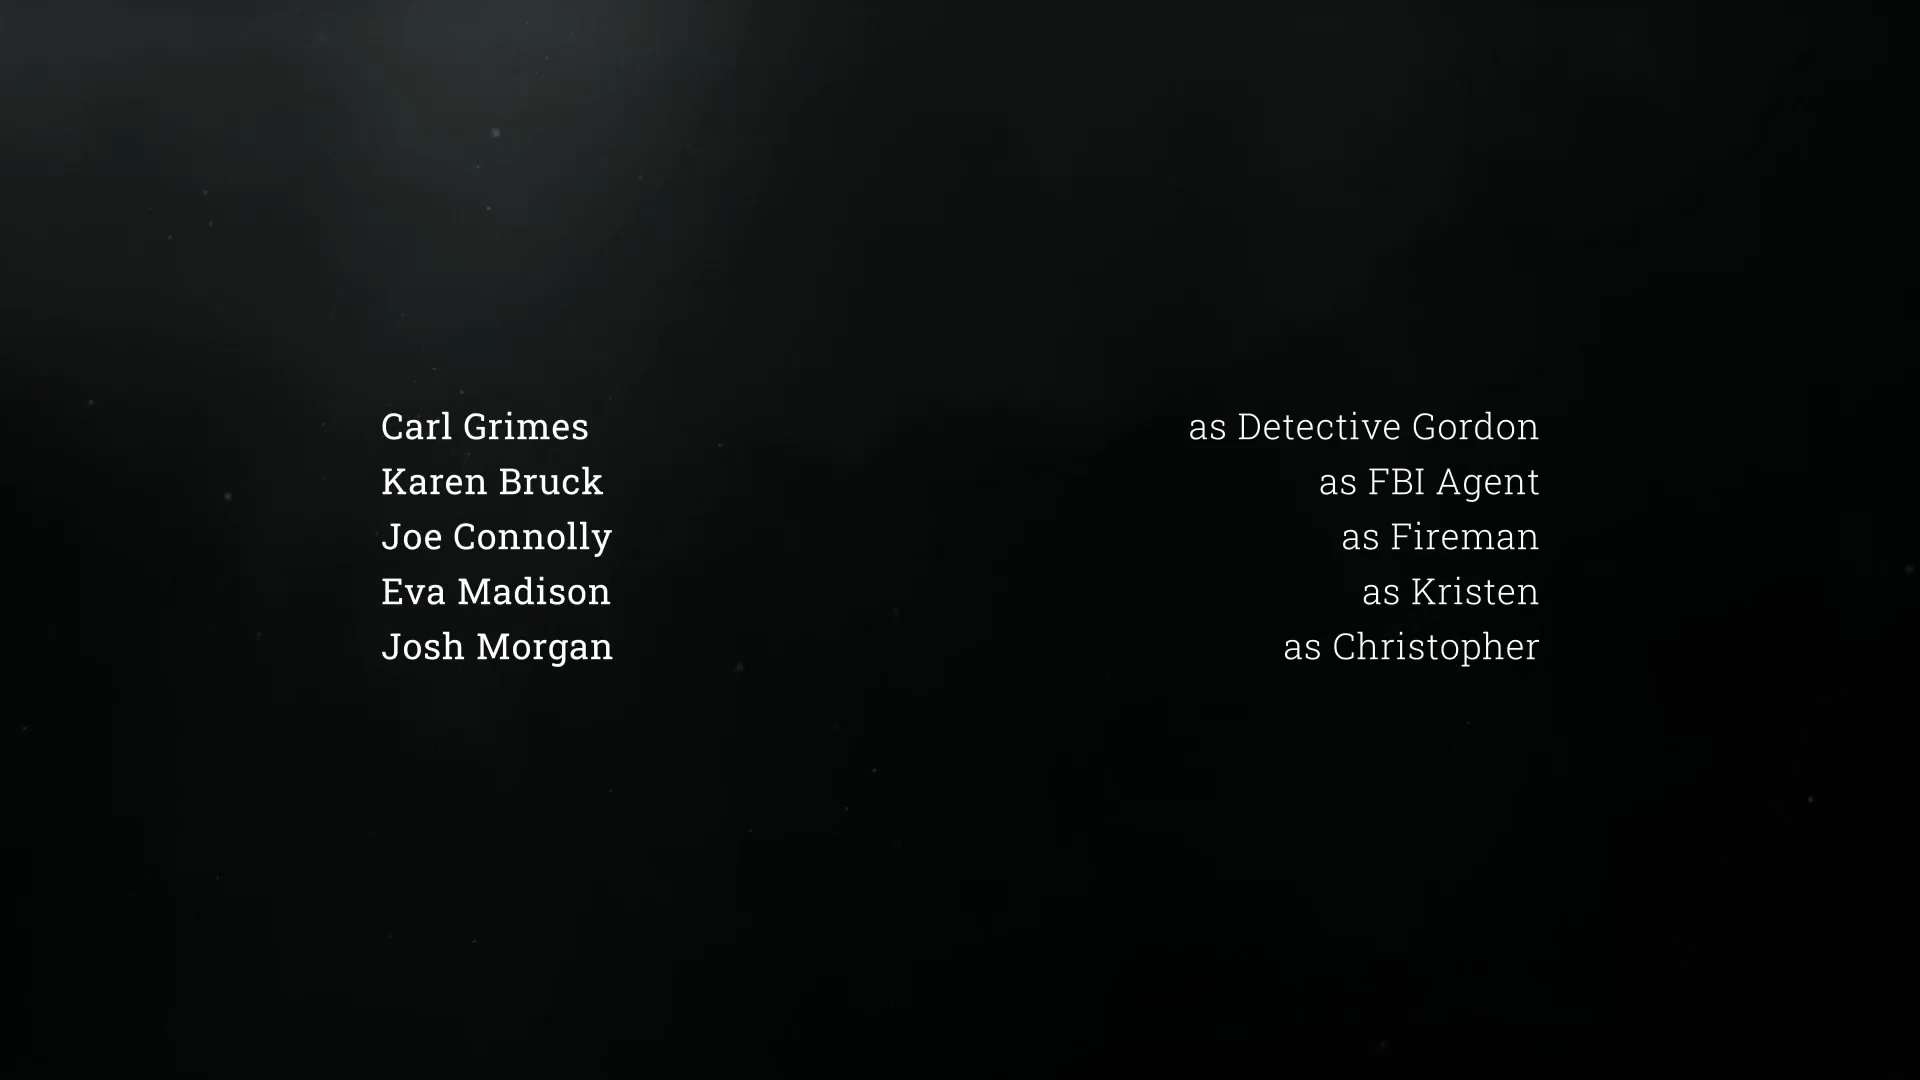 Carl Grimes as Detective Gordon
Karen Bruck as FBI Agent
Joe Connolly as Fireman
Eva Madison as Kristen
Josh Morgan as Christopher